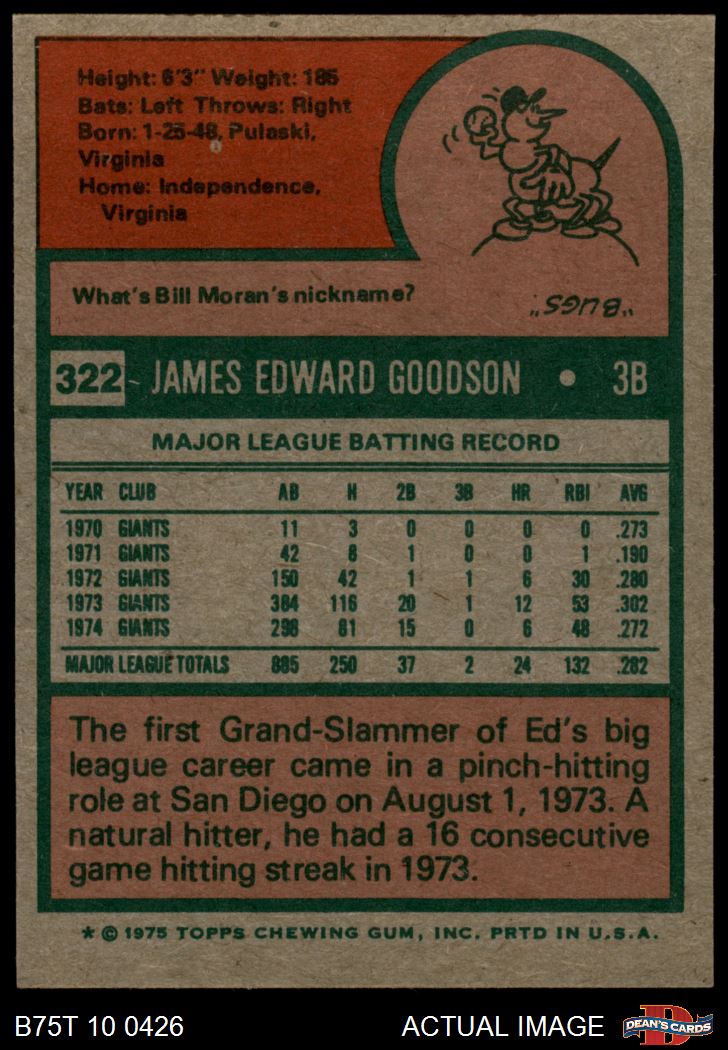 Height: 6'3" Weight: 185
Bats: Left Throws: Right
Born: 1-25-48, Pulaski,
Virginia
Home: Independence,
Virginia
What's Bill Moran's nickname?
"BUGS"
322 JAMES EDWARD GOODSON • 3B
MAJOR LEAGUE BATTING RECORD
YEAR CLUB AB H 2B 3B HR RBI AVG
1970 GIANTS 11 3 0 0 0 0 .273
1971 GIANTS 42 8 1 0 0 1 .190
1972 GIANTS 150 42 1 1 6 30 .280
1973 GIANTS 384 116 20 1 12 53 .302
1974 GIANTS 298 81 15 0 6 48 .272
MAJOR LEAGUE TOTALS 885 250 37 2 24 132 .282
The first Grand-Slammer of Ed's big
league career came in a pinch-hitting
role at San Diego on August 1, 1973. A
natural hitter, he had a 16 consecutive
game hitting streak in 1973.
* © 1975 TOPPS CHEWING GUM, INC. PRTD IN U.S.A.
B75T 10 0426 ACTUAL IMAGE
D
DEAN'S CARDS